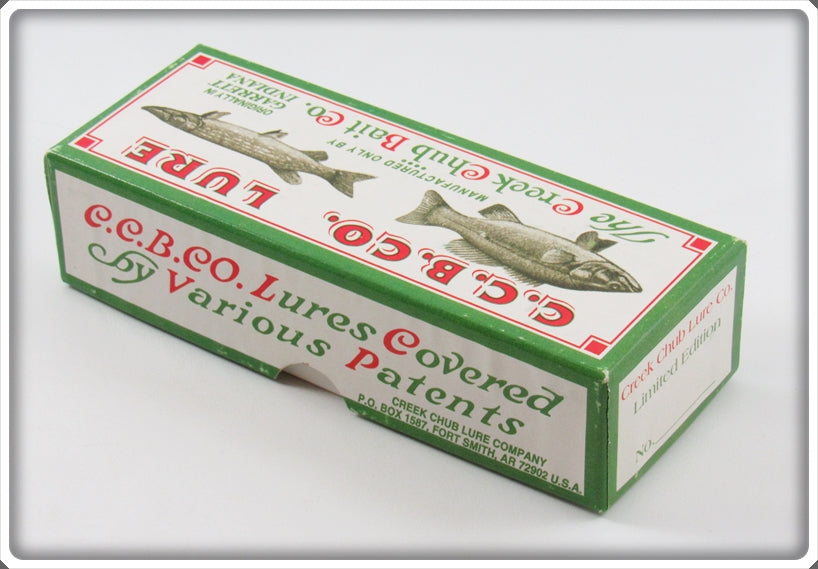 The Creek Chub Bait Co.
ORIGINALLY IN
GARRETT
INDIANA
MANUFACTURED ONLY BY
C.C.B.CO. LURE
C.C.B.CO. Lures Covered
by Various Patents
CREEK CHUB LURE COMPANY
P.O. BOX 1587, FORT SMITH, AR 72902 U.S.A.
Creek Chub Lure Co.
Limited Edition
No.